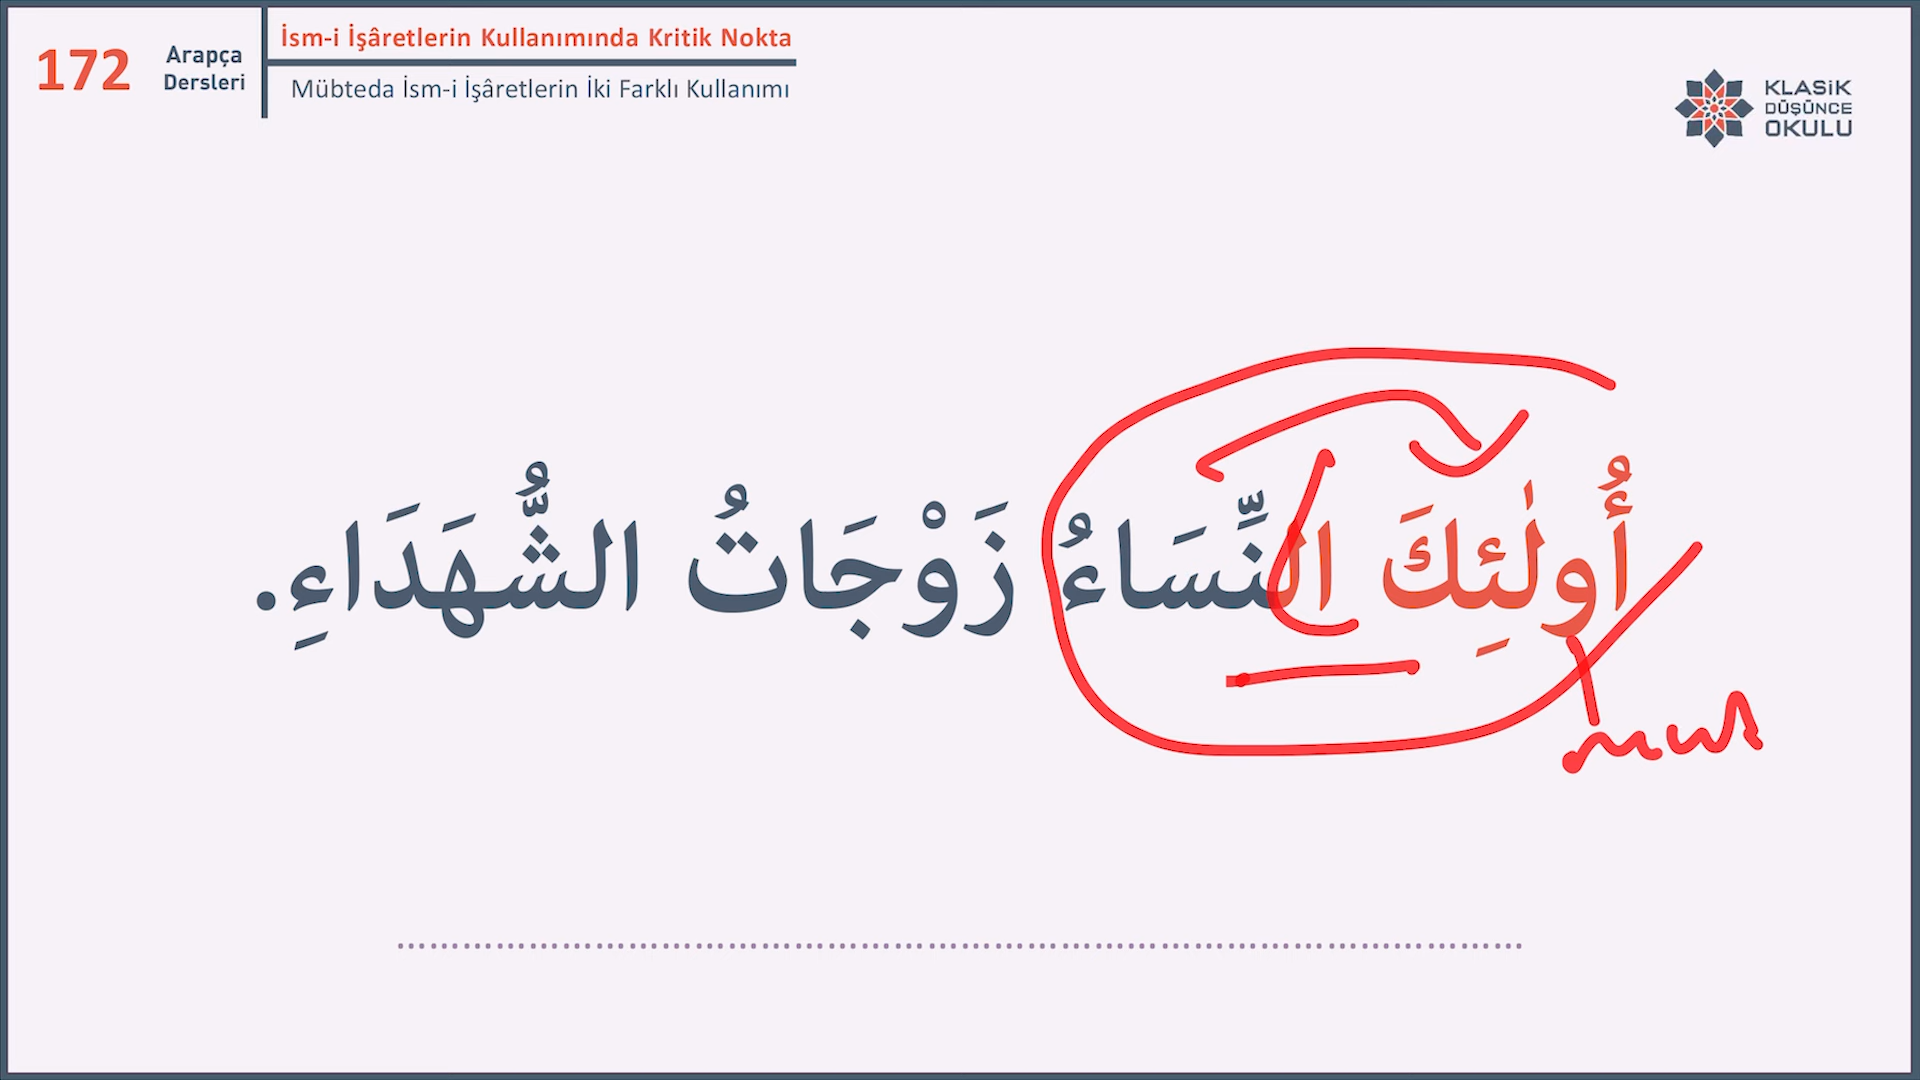 172
Arapça
Dersleri
İsm-i İşâretlerin Kullanımında Kritik Nokta
Mübteda İsm-i İşâretlerin İki Farklı Kullanımı
KLASİK
DÜŞÜNCE
OKULU
أُولٰئِكَ النِّسَاءُ زَوْجَاتُ الشُّهَدَاءِ.